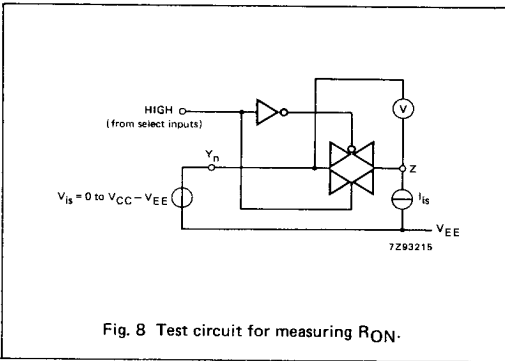 HIGH
(from select inputs)
V
Yn
Z
Vis = 0 to VCC − VEE
Iis
VEE
7Z93215
Fig. 8 Test circuit for measuring RON.